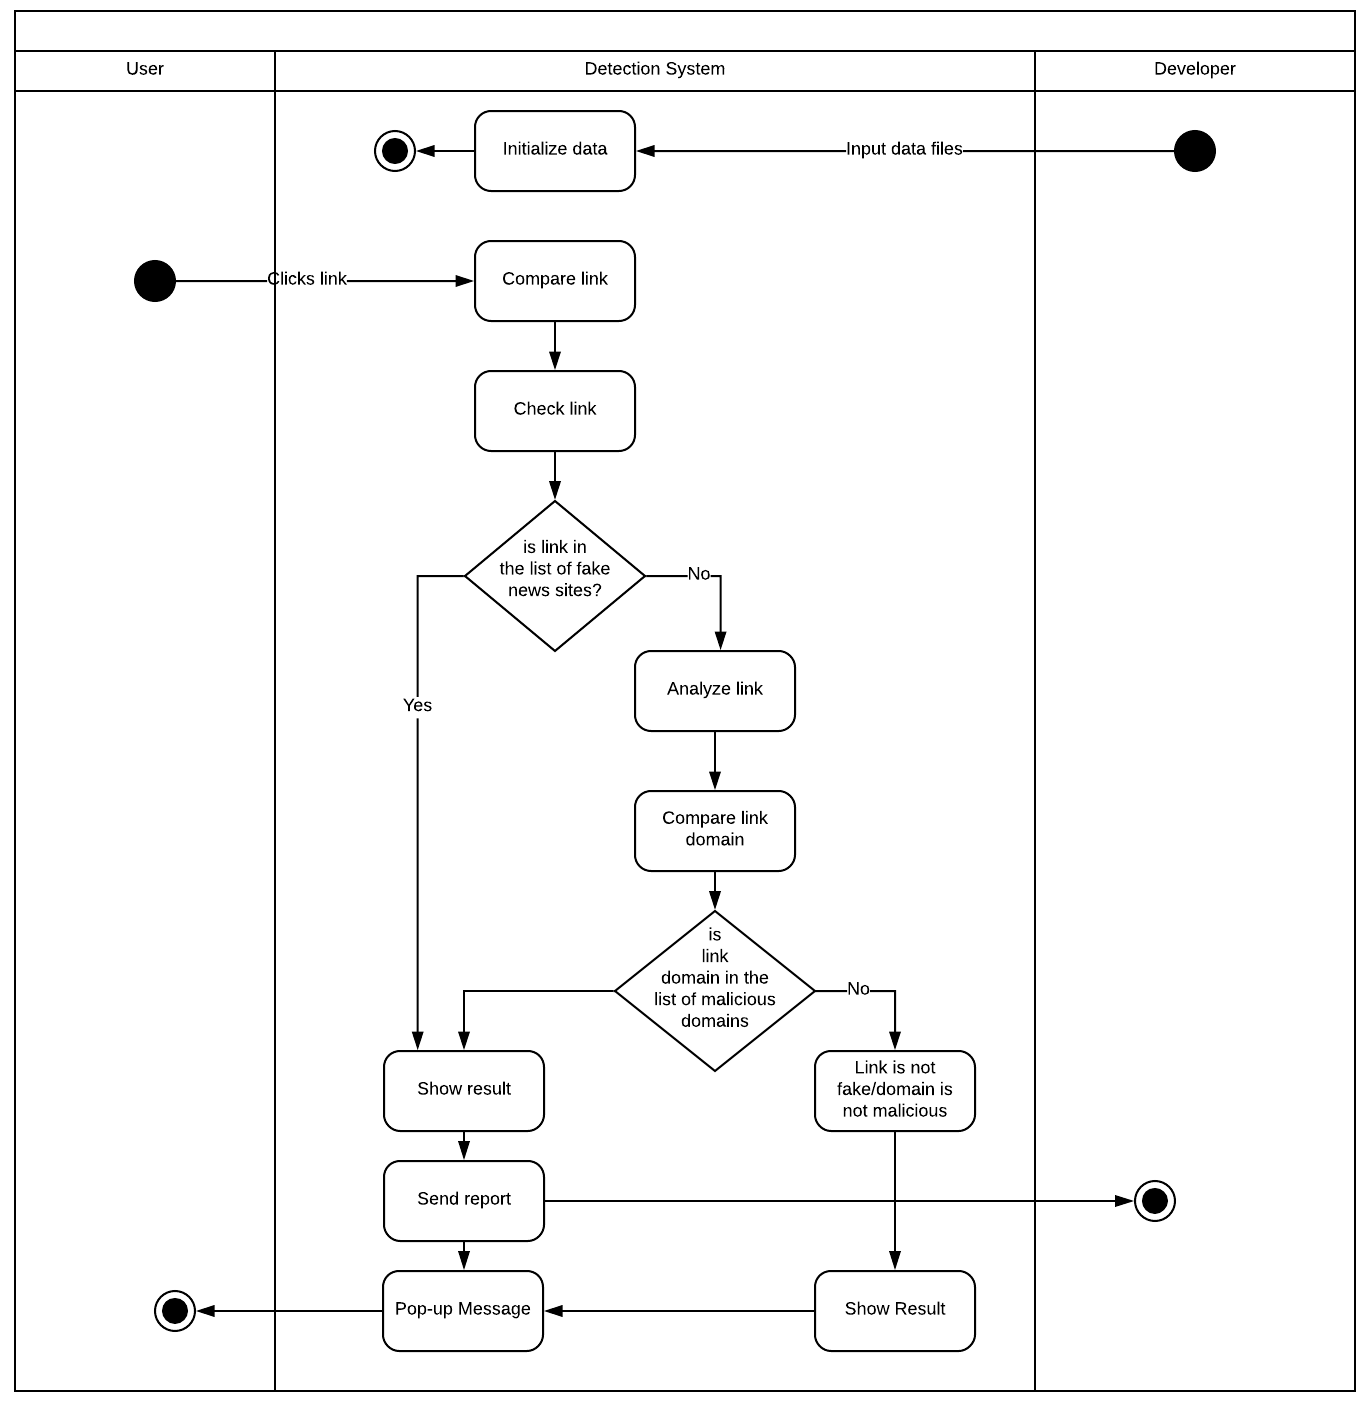 User
Detection System
Developer
Initialize data
Input data files
Clicks link
Compare link
Check link
is link in
the list of fake
news sites?
No
Analyze link
Yes
Compare link
domain
is
link
domain in the
list of malicious
domains
No
Show result
Link is not
fake/domain is
not malicious
Send report
Pop-up Message
Show Result